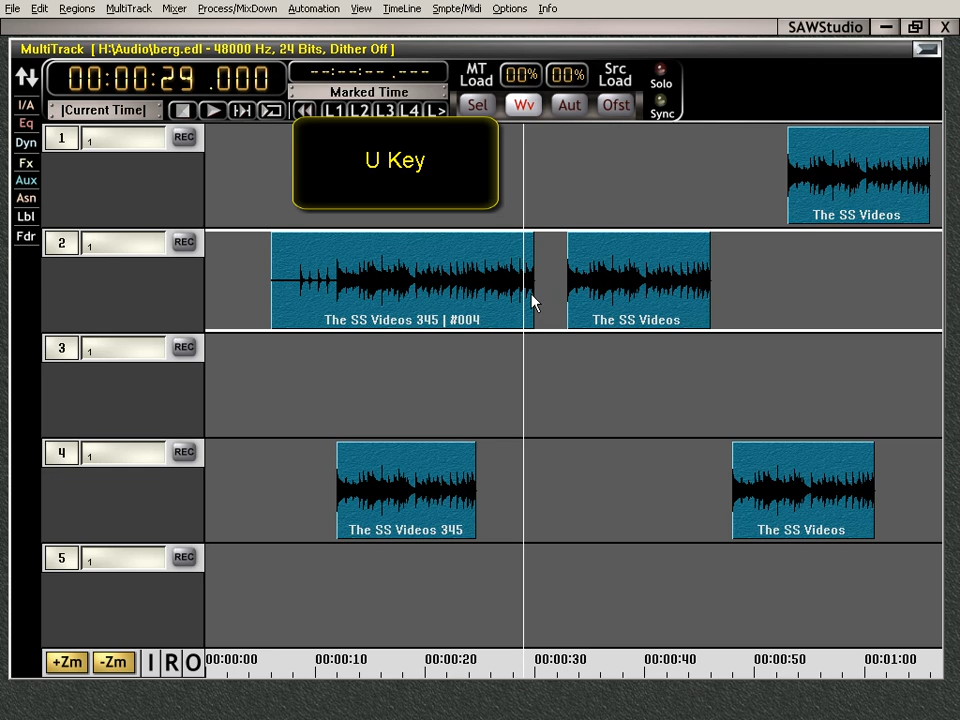 File Edit Regions MultiTrack Mixer Process/MixDown Automation View TimeLine Smpte/Midi Options Info
SAWStudio
MultiTrack [ H:\Audio\berg.edl - 48000 Hz, 24 Bits, Dither Off ]
00:00:29 .000
--:--:-- .---
Marked Time
|Current Time|
L1 L2 L3 L4 L>
MT Load 00% 00% Src Load
Sel Wv Aut Ofst
Solo
Sync
I/A
Eq
Dyn
Fx
Aux
Asn
Lbl
Fdr
U Key
1 1 REC
The SS Videos
2 1 REC
The SS Videos 345 | #004
The SS Videos
3 1 REC
4 1 REC
The SS Videos 345
The SS Videos
5 1 REC
+Zm -Zm I R O
00:00:00 00:00:10 00:00:20 00:00:30 00:00:40 00:00:50 00:01:00